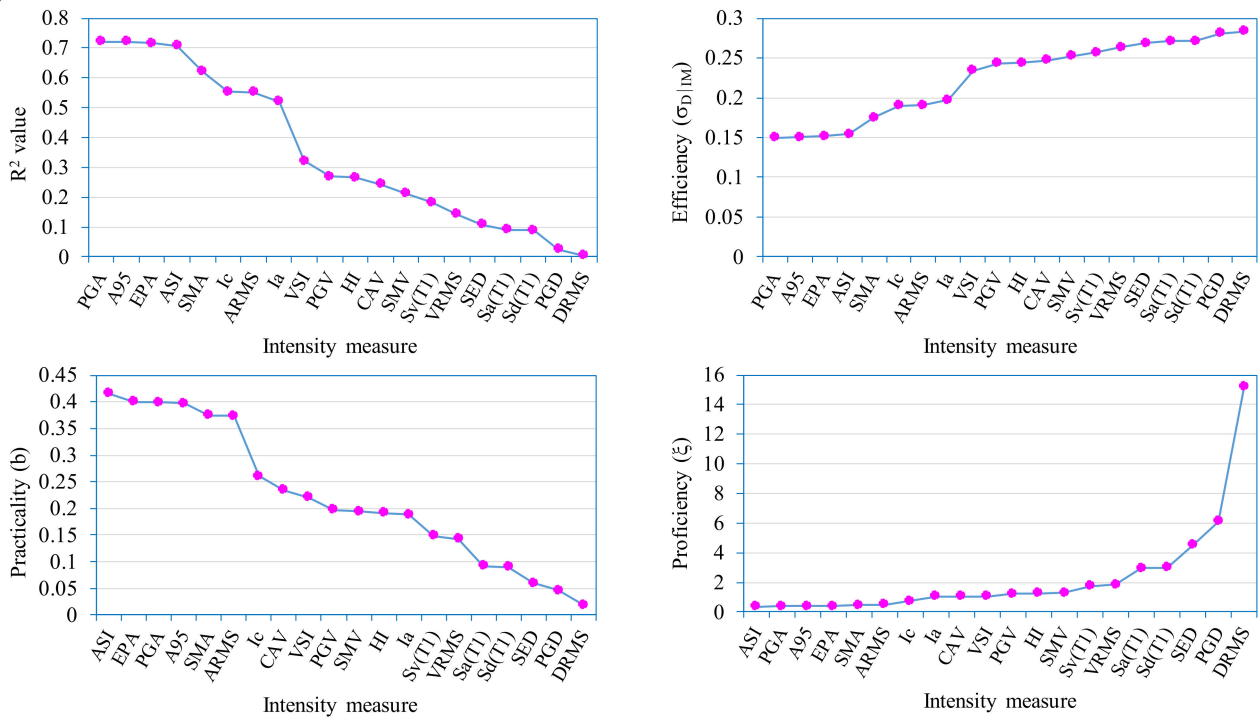 0.8
0.7
0.6
0.5
0.4
0.3
0.2
0.1
0
R² value
PGA A95 EPA ASI SMA Ic ARMS Ia VSI PGV HI CAV SMV Sv(T1) VRMS SED Sa(T1) Sd(T1) PGD DRMS
Intensity measure
0.3
0.25
0.2
0.15
0.1
0.05
0
Efficiency (σD|IM)
PGA A95 EPA ASI SMA Ic ARMS Ia VSI PGV HI CAV SMV Sv(T1) VRMS SED Sa(T1) Sd(T1) PGD DRMS
Intensity measure
0.45
0.4
0.35
0.3
0.25
0.2
0.15
0.1
0.05
0
Practicality (b)
ASI EPA PGA A95 SMA ARMS Ic CAV VSI PGV SMV HI Ia Sv(T1) VRMS Sa(T1) Sd(T1) SED PGD DRMS
Intensity measure
16
14
12
10
8
6
4
2
0
Proficiency (ξ)
ASI PGA A95 EPA SMA ARMS Ic Ia CAV VSI PGV HI SMV Sv(T1) VRMS Sa(T1) Sd(T1) SED PGD DRMS
Intensity measure